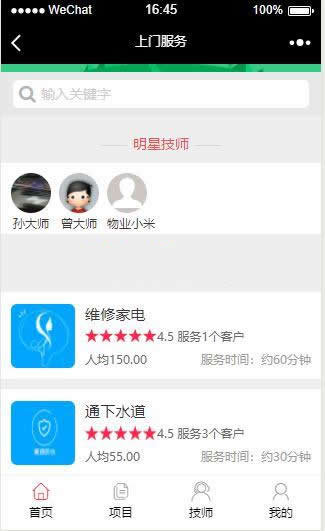 WeChat 16:45 100%
上门服务
输入关键字
明星技师
孙大师 曾大师 物业小米
维修家电
4.5 服务1个客户
人均150.00 服务时间：约60分钟
通下水道
4.5 服务3个客户
人均55.00 服务时间：约30分钟
首页 项目 技师 我的